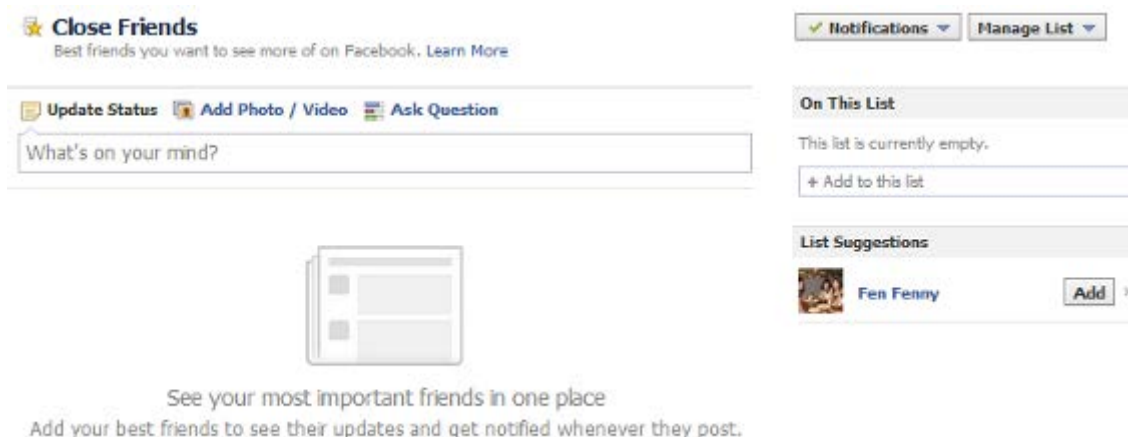 Close Friends
Best friends you want to see more of on Facebook. Learn More
Notifications Manage List
Update Status Add Photo / Video Ask Question
What's on your mind?
On This List
This list is currently empty.
+ Add to this list
List Suggestions
Fen Fenny Add
See your most important friends in one place
Add your best friends to see their updates and get notified whenever they post.